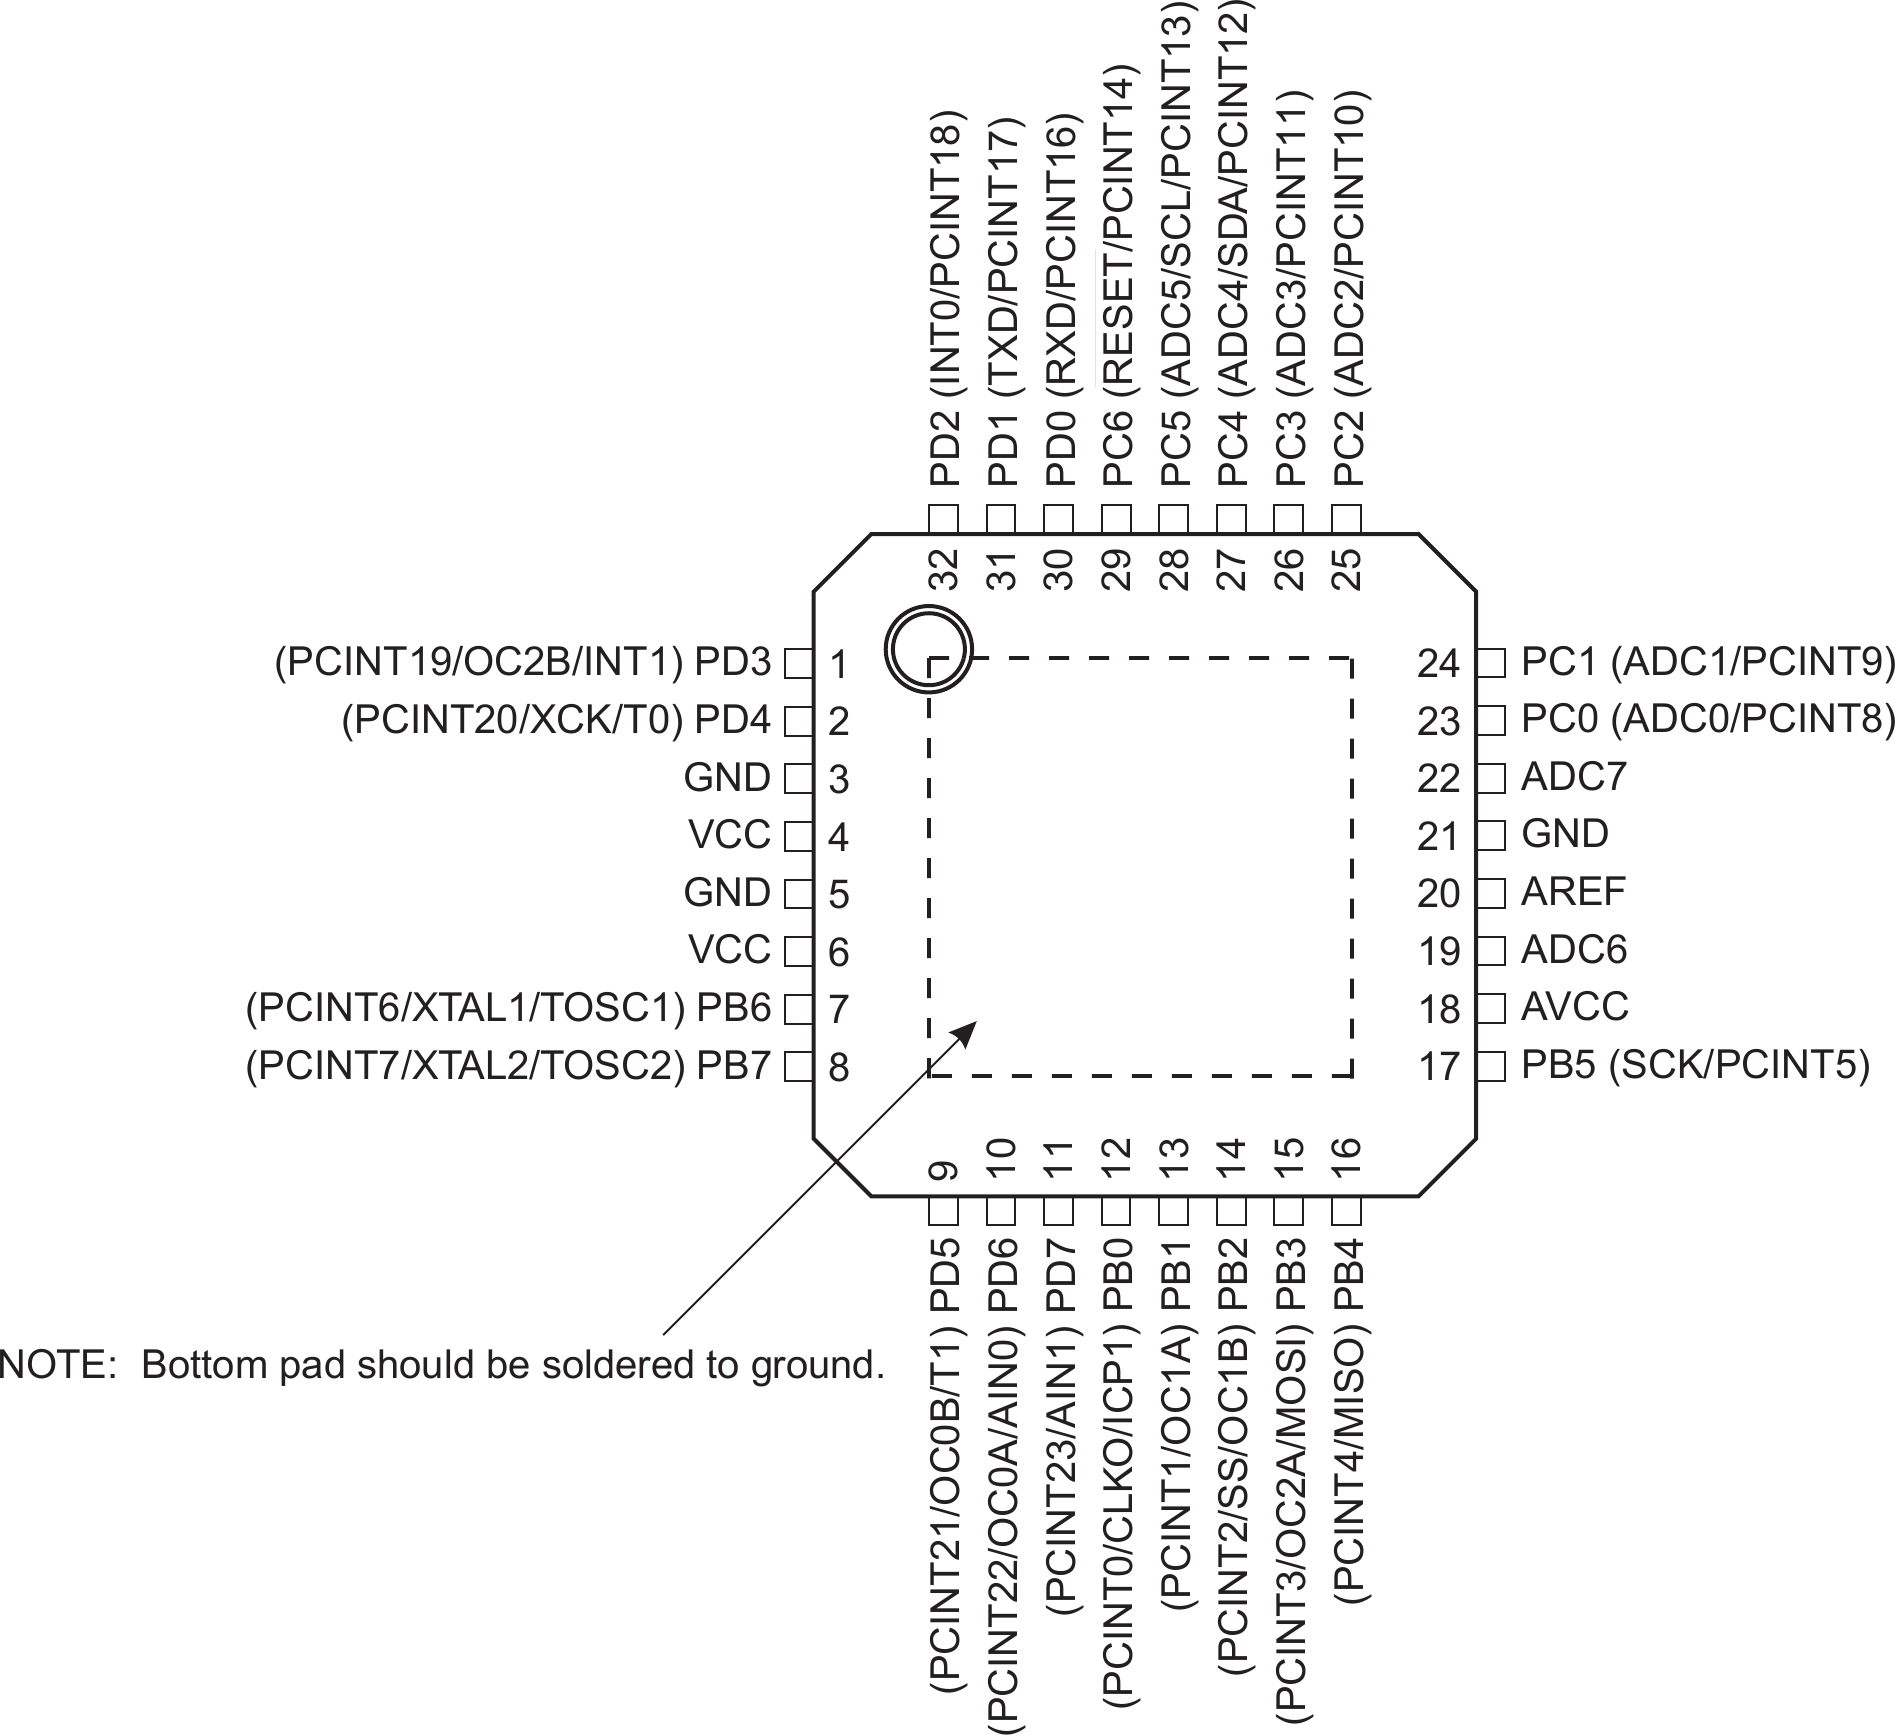 PD2 (INT0/PCINT18)
PD1 (TXD/PCINT17)
PD0 (RXD/PCINT16)
PC6 (RESET/PCINT14)
PC5 (ADC5/SCL/PCINT13)
PC4 (ADC4/SDA/PCINT12)
PC3 (ADC3/PCINT11)
PC2 (ADC2/PCINT10)
32
31
30
29
28
27
26
25
(PCINT19/OC2B/INT1) PD3 1
(PCINT20/XCK/T0) PD4 2
GND 3
VCC 4
GND 5
VCC 6
(PCINT6/XTAL1/TOSC1) PB6 7
(PCINT7/XTAL2/TOSC2) PB7 8
24 PC1 (ADC1/PCINT9)
23 PC0 (ADC0/PCINT8)
22 ADC7
21 GND
20 AREF
19 ADC6
18 AVCC
17 PB5 (SCK/PCINT5)
9
10
11
12
13
14
15
16
(PCINT21/OC0B/T1) PD5
(PCINT22/OC0A/AIN0) PD6
(PCINT23/AIN1) PD7
(PCINT0/CLKO/ICP1) PB0
(PCINT1/OC1A) PB1
(PCINT2/SS/OC1B) PB2
(PCINT3/OC2A/MOSI) PB3
(PCINT4/MISO) PB4
NOTE: Bottom pad should be soldered to ground.